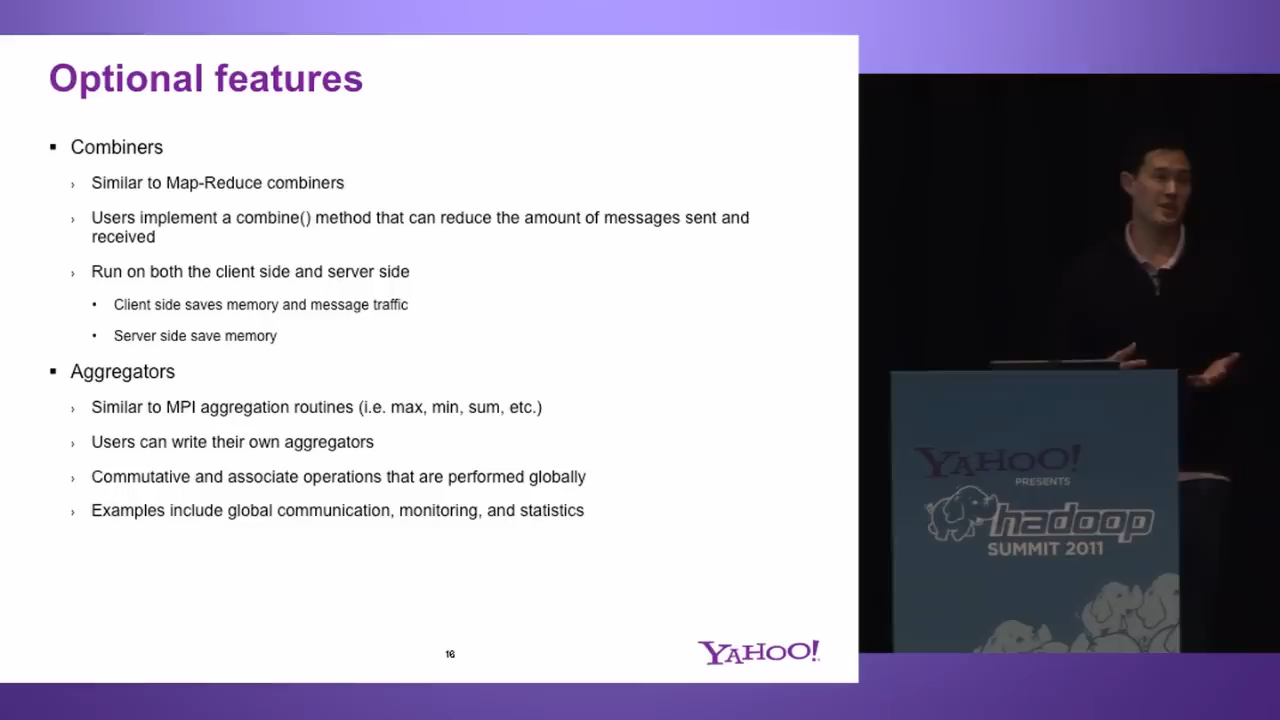 Optional features
▪ Combiners
› Similar to Map-Reduce combiners
› Users implement a combine() method that can reduce the amount of messages sent and
received
› Run on both the client side and server side
• Client side saves memory and message traffic
• Server side save memory
▪ Aggregators
› Similar to MPI aggregation routines (i.e. max, min, sum, etc.)
› Users can write their own aggregators
› Commutative and associate operations that are performed globally
› Examples include global communication, monitoring, and statistics
16
YAHOO!
YAHOO!
PRESENTS
hadoop
SUMMIT 2011